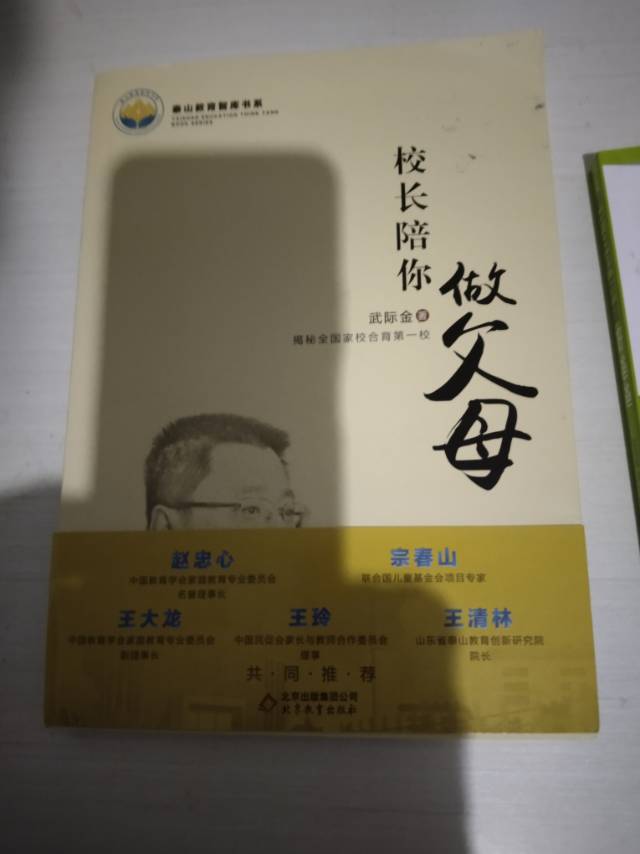 泰山教育智库书系
TAISHAN EDUCATION THINK TANK
BOOK SERIES
校长陪你
做父母
武际金 著
揭秘全国家校合育第一校
赵忠心
中国教育学会家庭教育专业委员会
名誉理事长
宗春山
联合国儿童基金会项目专家
王大龙
中国教育学会家庭教育专业委员会
副理事长
王玲
中国民促会家长与教师合作委员会
理事
王清林
山东省泰山教育创新研究院
院长
共·同·推·荐
北京出版集团公司
北京教育出版社